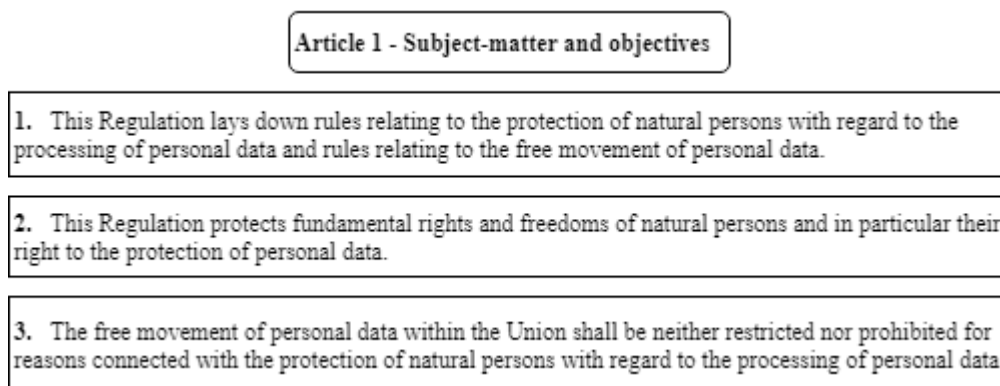 Article 1 - Subject-matter and objectives
1. This Regulation lays down rules relating to the protection of natural persons with regard to the
processing of personal data and rules relating to the free movement of personal data.
2. This Regulation protects fundamental rights and freedoms of natural persons and in particular their
right to the protection of personal data.
3. The free movement of personal data within the Union shall be neither restricted nor prohibited for
reasons connected with the protection of natural persons with regard to the processing of personal data